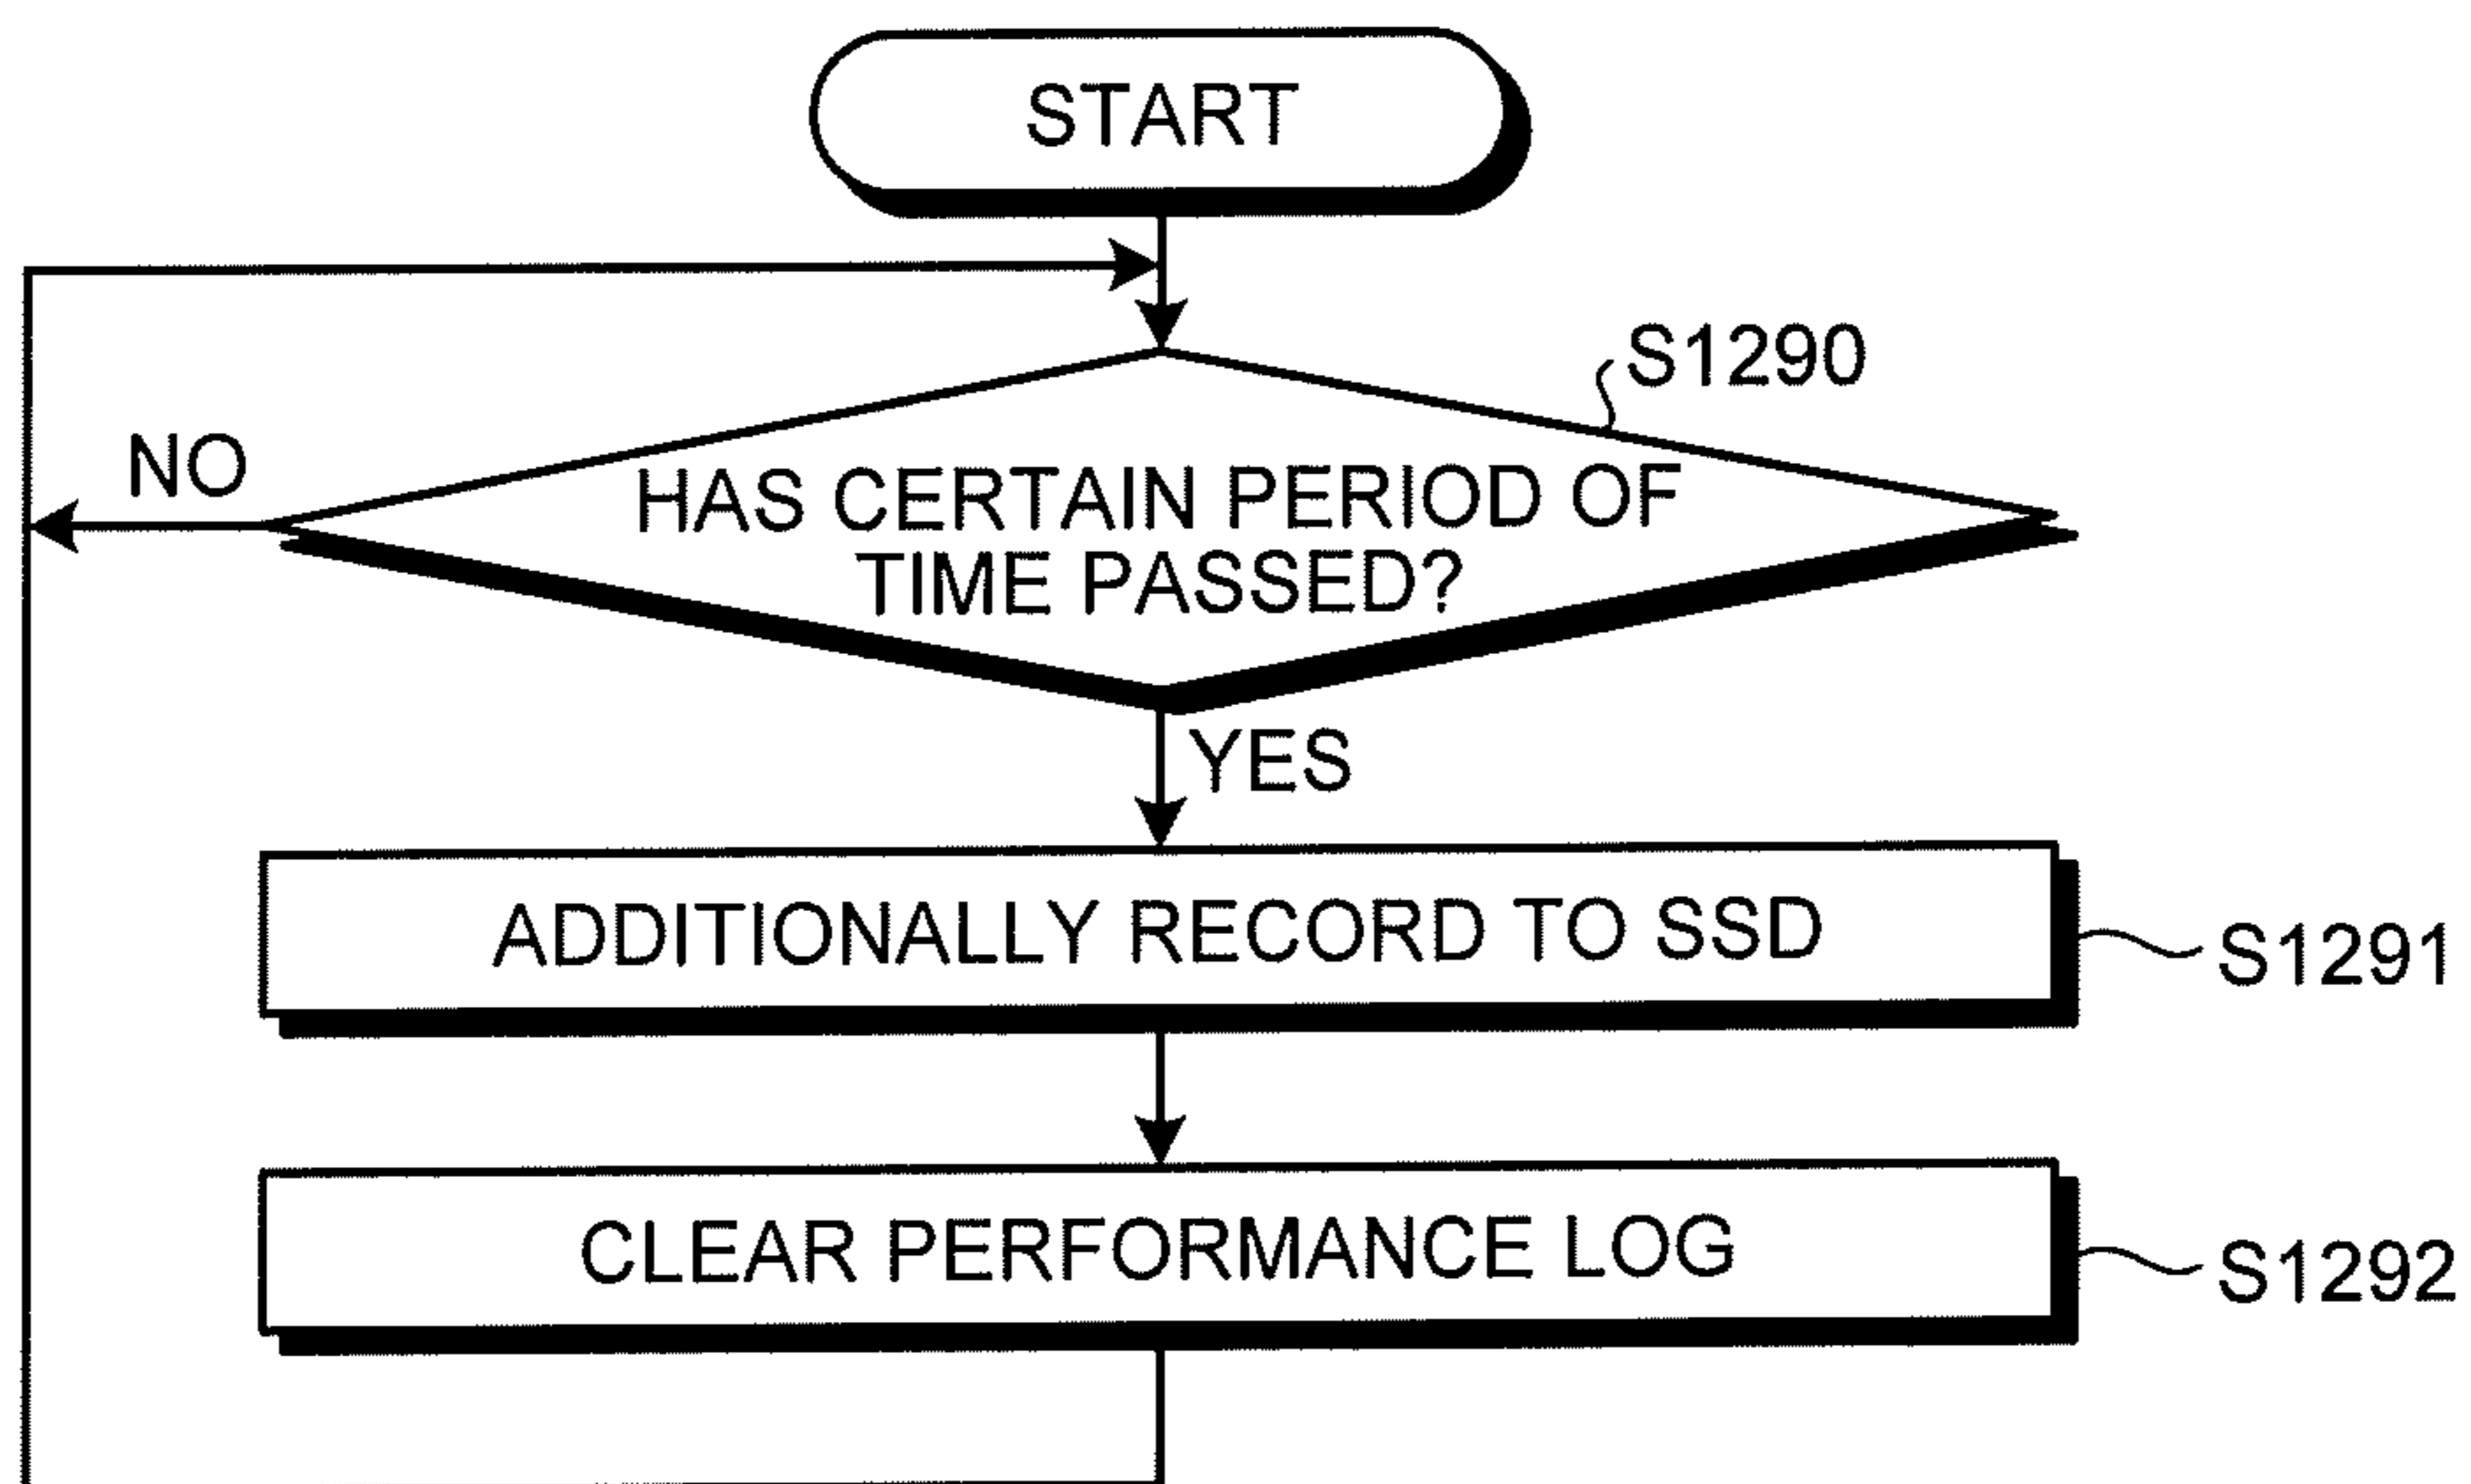 START
S1290
NO
HAS CERTAIN PERIOD OF
TIME PASSED?
YES
ADDITIONALLY RECORD TO SSD
S1291
CLEAR PERFORMANCE LOG
S1292